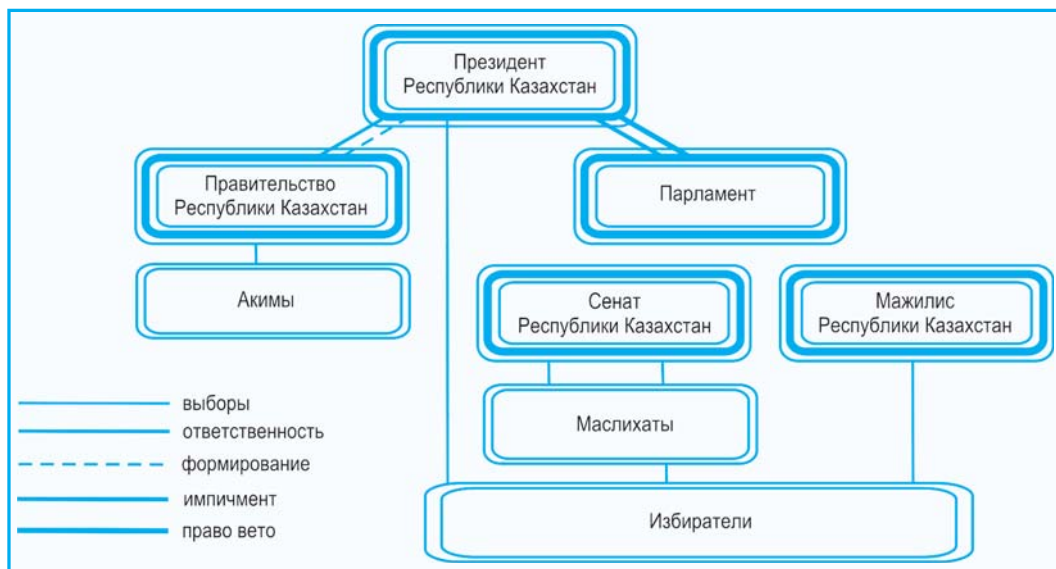 Президент
Республики Казахстан
Правительство
Республики Казахстан
Парламент
Акимы
Сенат
Республики Казахстан
Мажилис
Республики Казахстан
выборы
ответственность
формирование
импичмент
право вето
Маслихаты
Избиратели